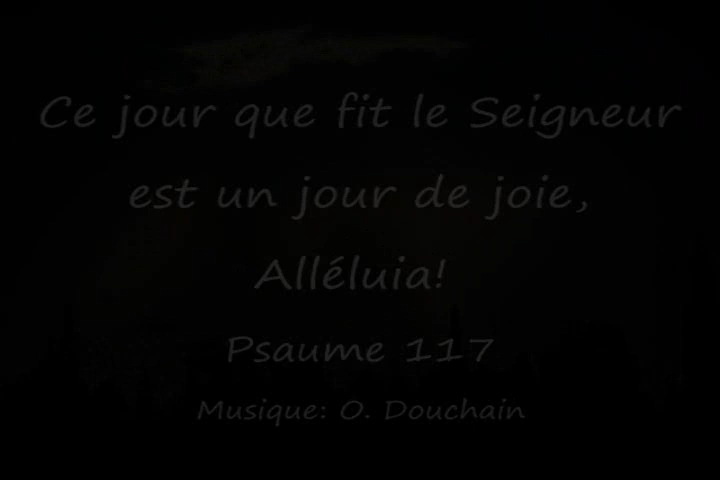 Ce jour que fit le Seigneur
est un jour de joie,
Alléluia!
Psaume 117
Musique: O. Douchain